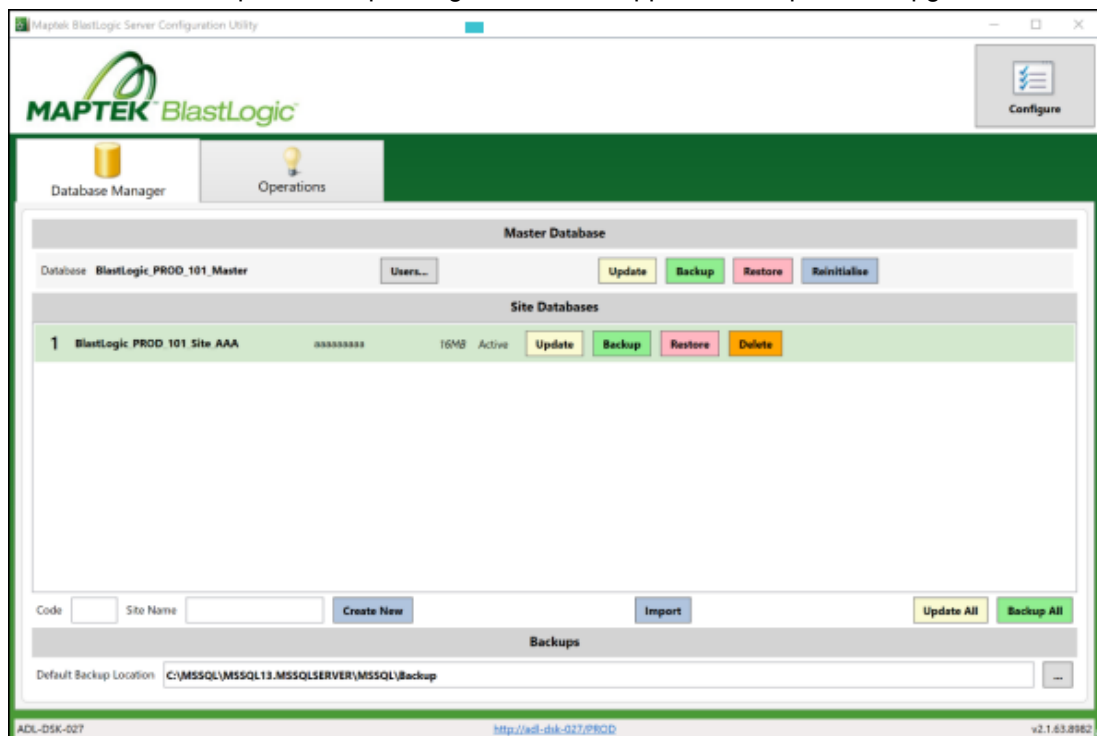 Maptek BlastLogic Server Configuration Utility
MAPTEK BlastLogic
Configure
Database Manager
Operations
Master Database
Database BlastLogic_PROD_101_Master Users... Update Backup Restore Reinitialise
Site Databases
1 BlastLogic PROD 101 Site AAA aaaaaaaaa 16MB Active Update Backup Restore Delete
Code Site Name Create New Import Update All Backup All
Backups
Default Backup Location C:\MSSQL\MSSQL13.MSSQLSERVER\MSSQL\Backup ...
ADL-DSK-027 http://adl-dsk-027/PROD v2.1.63.8982